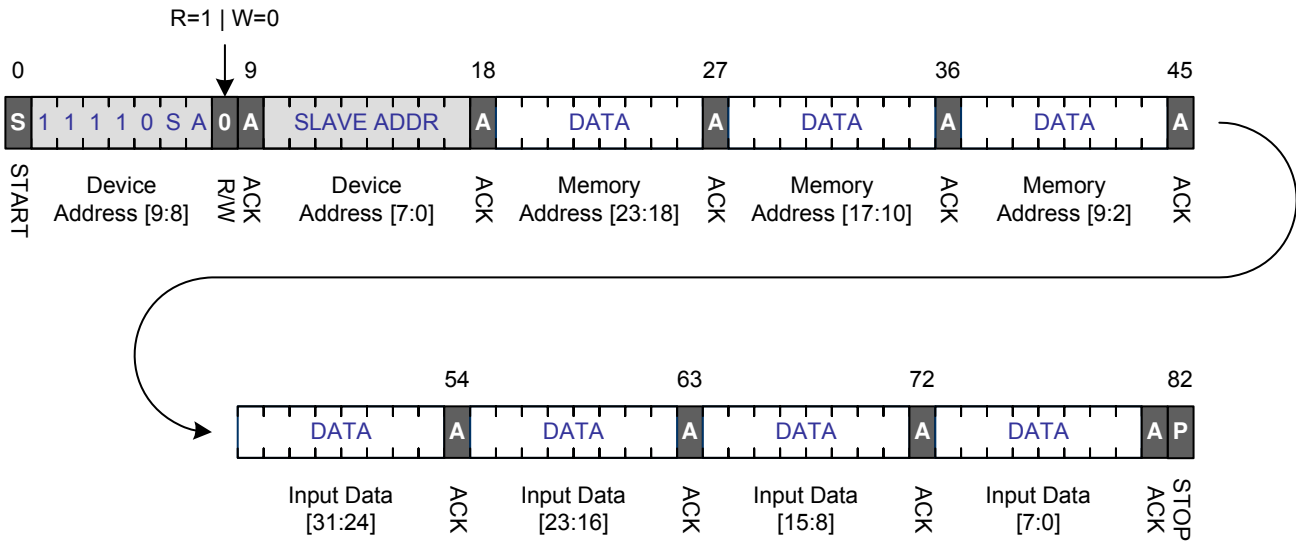 R=1 | W=0
0 9 18 27 36 45
S 1 1 1 1 0 S A 0 A SLAVE ADDR A DATA A DATA A DATA A
START Device Address [9:8] R/W ACK Device Address [7:0] ACK Memory Address [23:18] ACK Memory Address [17:10] ACK Memory Address [9:2] ACK
54 63 72 82
DATA A DATA A DATA A DATA A P
Input Data [31:24] ACK Input Data [23:16] ACK Input Data [15:8] ACK Input Data [7:0] ACK STOP